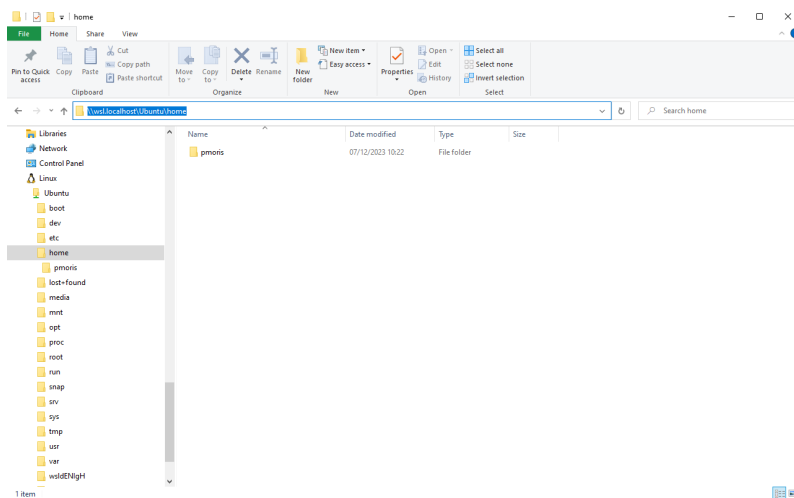 home
File Home Share View
Pin to Quick access
Copy
Paste
Cut
Copy path
Paste shortcut
Clipboard
Move to
Copy to
Delete
Rename
Organize
New folder
New item
Easy access
New
Properties
Open
Edit
History
Open
Select all
Select none
Invert selection
Select
\\wsl.localhost\Ubuntu\home
Search home
Libraries
Network
Control Panel
Linux
Ubuntu
boot
dev
etc
home
pmoris
lost+found
media
mnt
opt
proc
root
run
snap
srv
sys
tmp
usr
var
Name Date modified Type Size
pmoris 07/12/2023 10:22 File folder
1 item